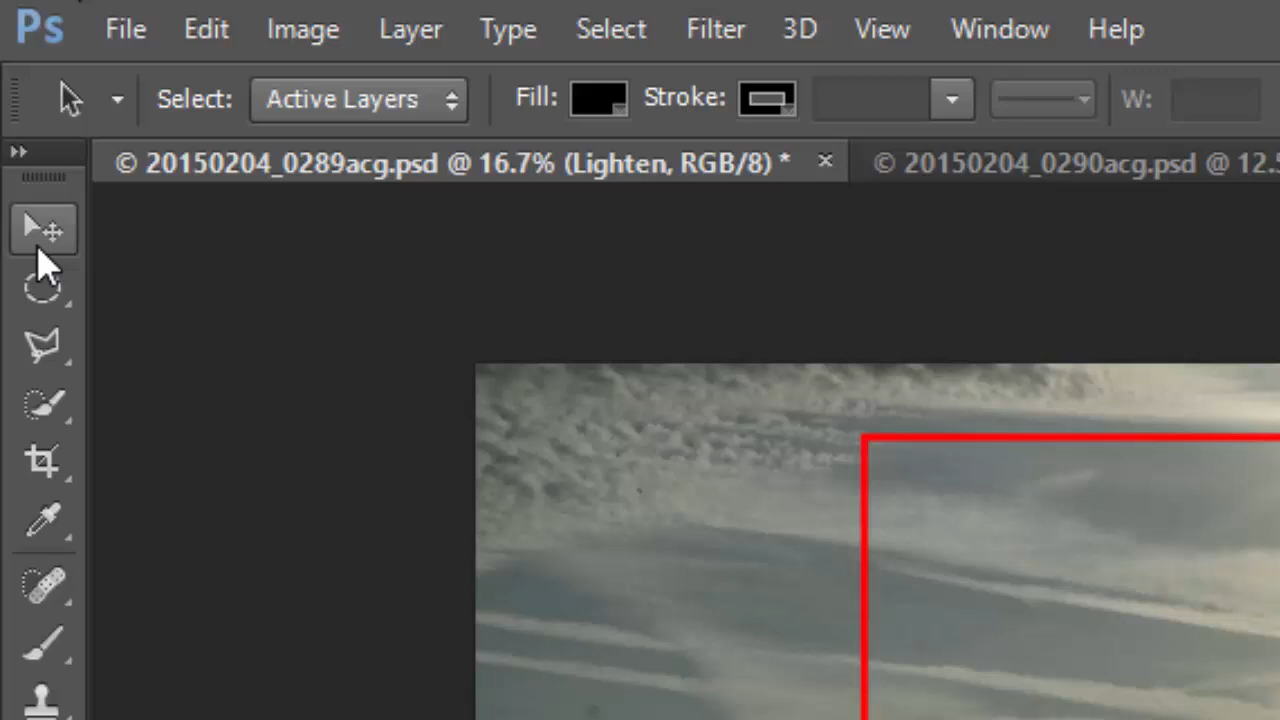 Ps File Edit Image Layer Type Select Filter 3D View Window Help
Select: Active Layers Fill: Stroke: W:
© 20150204_0289acg.psd @ 16.7% (Lighten, RGB/8) * × © 20150204_0290acg.psd @ 12.5